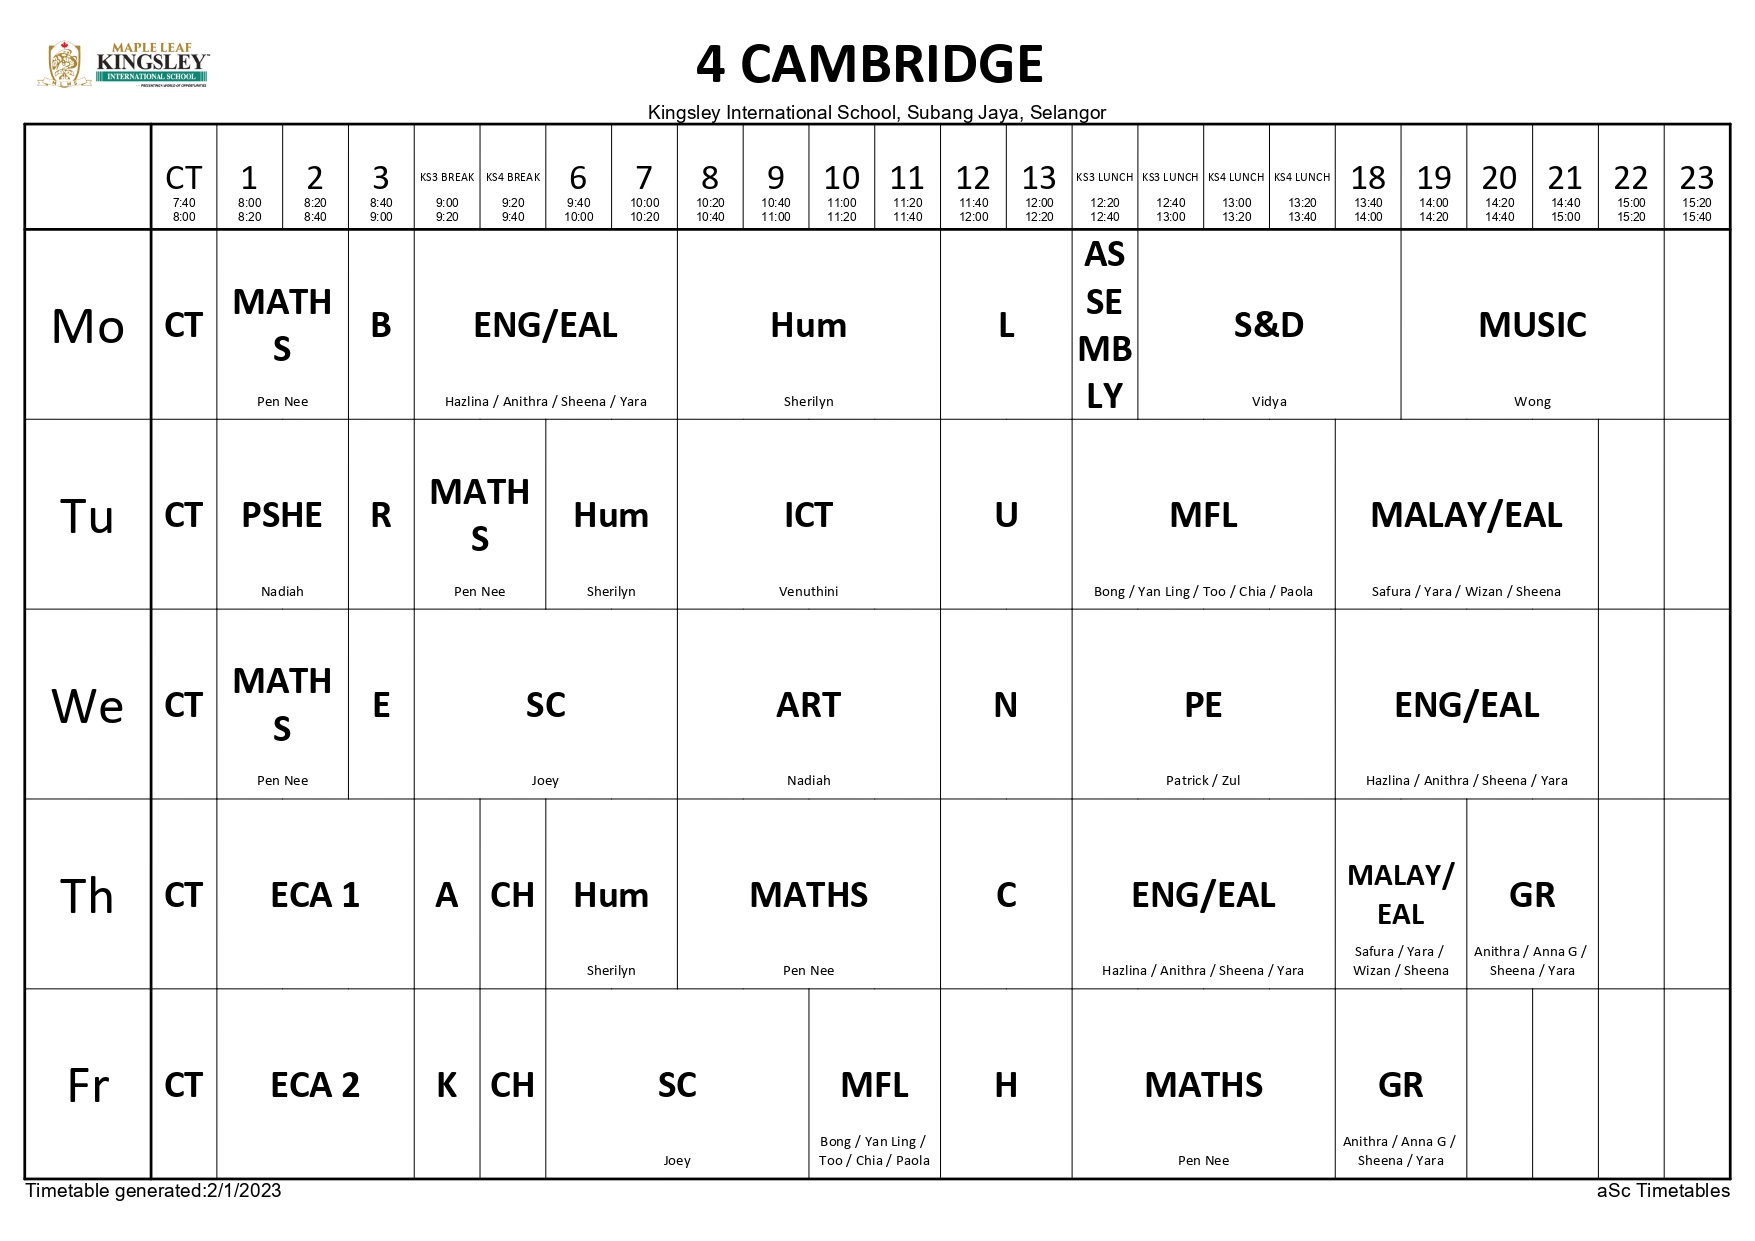 MAPLE LEAF
KINGSLEY
INTERNATIONAL SCHOOL
4 CAMBRIDGE
Kingsley International School, Subang Jaya, Selangor
CT 1 2 3 KS3 BREAK KS4 BREAK 6 7 8 9 10 11 12 13 KS3 LUNCH KS3 LUNCH KS4 LUNCH KS4 LUNCH 18 19 20 21 22 23
7:40 8:00 8:20 8:40 9:00 9:20 9:40 10:00 10:20 10:40 11:00 11:20 11:40 12:00 12:20 12:40 13:00 13:20 13:40 14:00 14:20 14:40 15:00 15:20
8:00 8:20 8:40 9:00 9:20 9:40 10:00 10:20 10:40 11:00 11:20 11:40 12:00 12:20 12:40 13:00 13:20 13:40 14:00 14:20 14:40 15:00 15:20 15:40
Mo
CT
MATH
S
Pen Nee
B
ENG/EAL
Hazlina / Anithra / Sheena / Yara
Hum
Sherilyn
L
AS
SE
MB
LY
S&D
Vidya
MUSIC
Wong
Tu
CT
PSHE
Nadiah
R
MATH
S
Pen Nee
Hum
Sherilyn
ICT
Venuthini
U
MFL
Bong / Yan Ling / Too / Chia / Paola
MALAY/EAL
Safura / Yara / Wizan / Sheena
We
CT
MATH
S
Pen Nee
E
SC
Joey
ART
Nadiah
N
PE
Patrick / Zul
ENG/EAL
Hazlina / Anithra / Sheena / Yara
Th
CT
ECA 1
A
CH
Hum
Sherilyn
MATHS
Pen Nee
C
ENG/EAL
Hazlina / Anithra / Sheena / Yara
MALAY/
EAL
Safura / Yara /
Wizan / Sheena
GR
Anithra / Anna G /
Sheena / Yara
Fr
CT
ECA 2
K
CH
SC
Joey
MFL
Bong / Yan Ling /
Too / Chia / Paola
H
MATHS
Pen Nee
GR
Anithra / Anna G /
Sheena / Yara
Timetable generated:2/1/2023
aSc Timetables